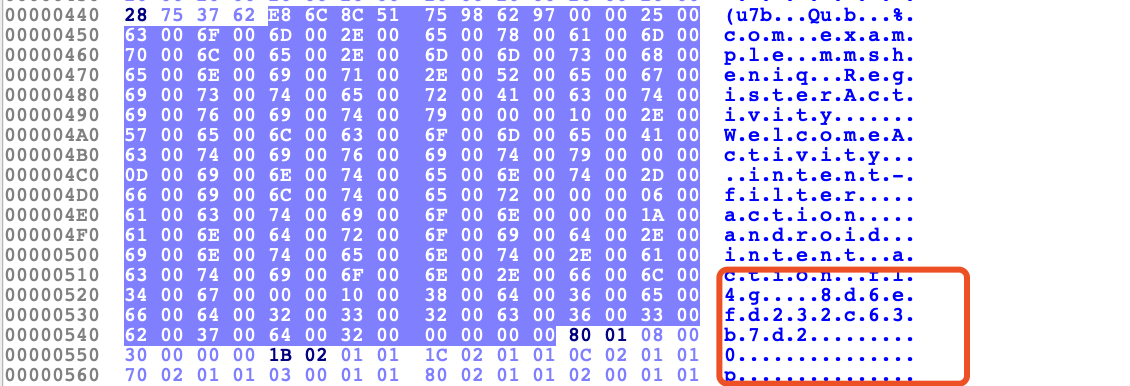 00000440 28 75 37 62 E8 6C 8C 51 75 98 62 97 00 00 25 00 (u7b...Qu.b...%.
00000450 63 00 6F 00 6D 00 2E 00 65 00 78 00 61 00 6D 00 c.o.m...e.x.a.m.
00000460 70 00 6C 00 65 00 2E 00 6D 00 6D 00 73 00 68 00 p.l.e...m.m.s.h.
00000470 65 00 6E 00 69 00 71 00 2E 00 52 00 65 00 67 00 e.n.i.q...R.e.g.
00000480 69 00 73 00 74 00 65 00 72 00 41 00 63 00 74 00 i.s.t.e.r.A.c.t.
00000490 69 00 76 00 69 00 74 00 79 00 00 00 10 00 2E 00 i.v.i.t.y.......
000004A0 57 00 65 00 6C 00 63 00 6F 00 6D 00 65 00 41 00 W.e.l.c.o.m.e.A.
000004B0 63 00 74 00 69 00 76 00 69 00 74 00 79 00 00 00 c.t.i.v.i.t.y...
000004C0 0D 00 69 00 6E 00 74 00 65 00 6E 00 74 00 2D 00 ..i.n.t.e.n.t.-.
000004D0 66 00 69 00 6C 00 74 00 65 00 72 00 00 00 06 00 f.i.l.t.e.r.....
000004E0 61 00 63 00 74 00 69 00 6F 00 6E 00 00 00 1A 00 a.c.t.i.o.n.....
000004F0 61 00 6E 00 64 00 72 00 6F 00 69 00 64 00 2E 00 a.n.d.r.o.i.d...
00000500 69 00 6E 00 74 00 65 00 6E 00 74 00 2E 00 61 00 i.n.t.e.n.t...a.
00000510 63 00 74 00 69 00 6F 00 6E 00 2E 00 66 00 6C 00 c.t.i.o.n...f.l.
00000520 34 00 67 00 00 00 10 00 38 00 64 00 36 00 65 00 4.g.....8.d.6.e.
00000530 66 00 64 00 32 00 33 00 32 00 63 00 36 00 33 00 f.d.2.3.2.c.6.3.
00000540 62 00 37 00 64 00 32 00 00 00 00 00 80 01 08 00 b.7.d.2.........
00000550 30 00 00 00 1B 02 01 01 1C 02 01 01 0C 02 01 01 0...............
00000560 70 02 01 01 03 00 01 01 80 02 01 01 02 00 01 01 p...............